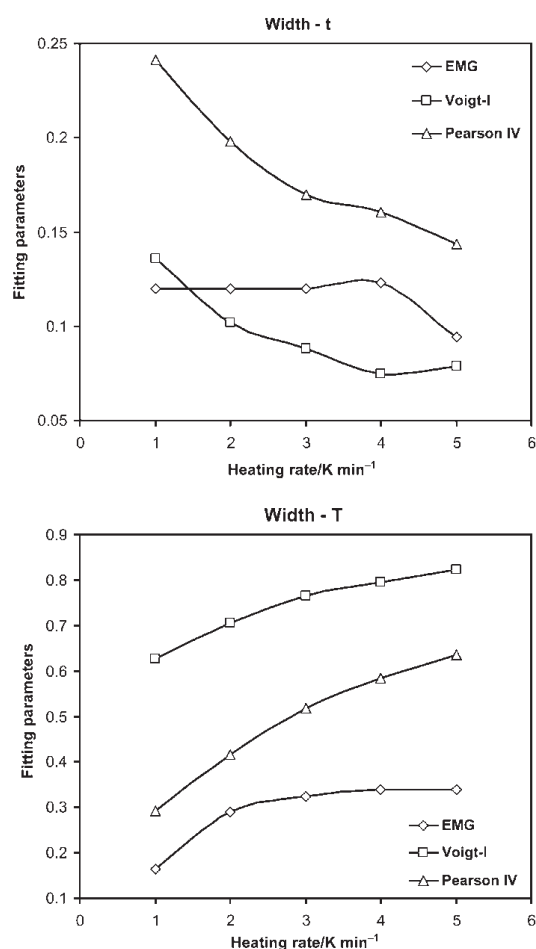 Width - t
0.25
0.2
0.15
0.1
0.05
Fitting parameters
EMG
Voigt-I
Pearson IV
0 1 2 3 4 5 6
Heating rate/K min⁻¹
Width - T
0.9
0.8
0.7
0.6
0.5
0.4
0.3
0.2
0.1
Fitting parameters
EMG
Voigt-I
Pearson IV
0 1 2 3 4 5 6
Heating rate/K min⁻¹